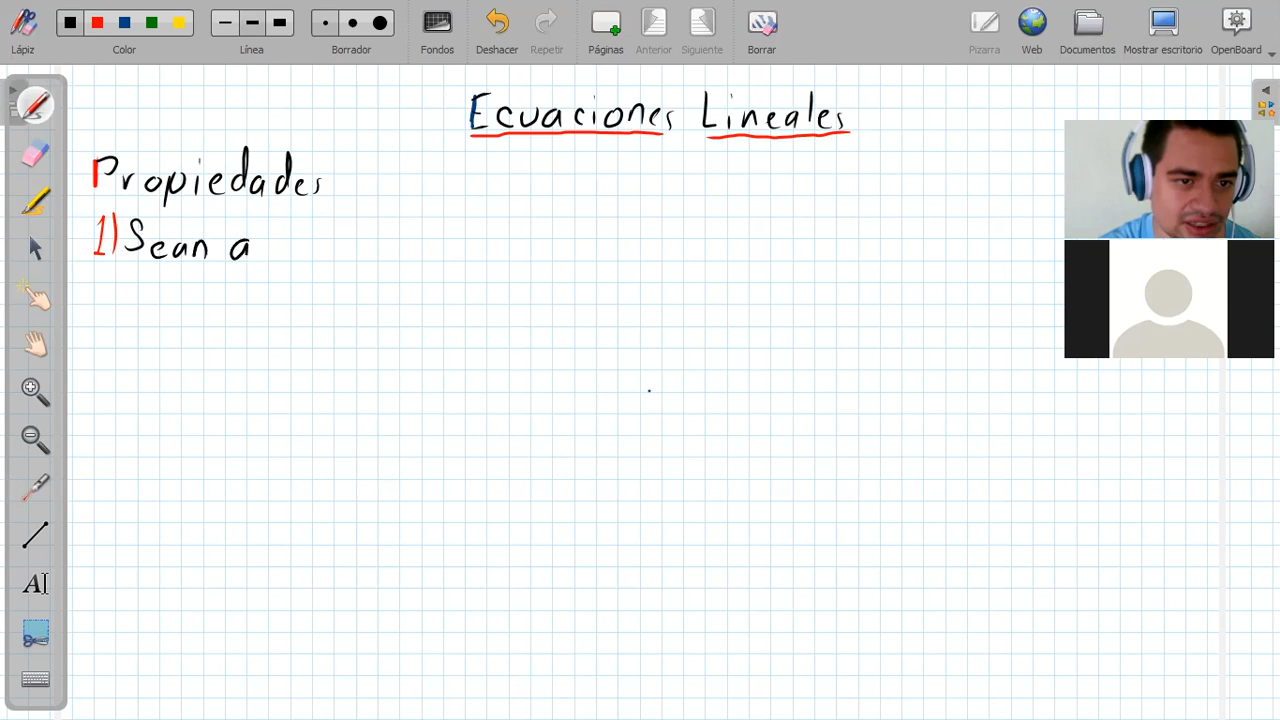 Lápiz Color Línea Borrador Fondos Deshacer Repetir Páginas Anterior Siguiente Borrar Pizarra Web Documentos Mostrar escritorio OpenBoard
Ecuaciones Lineales
Propiedades
1) Sean a
A